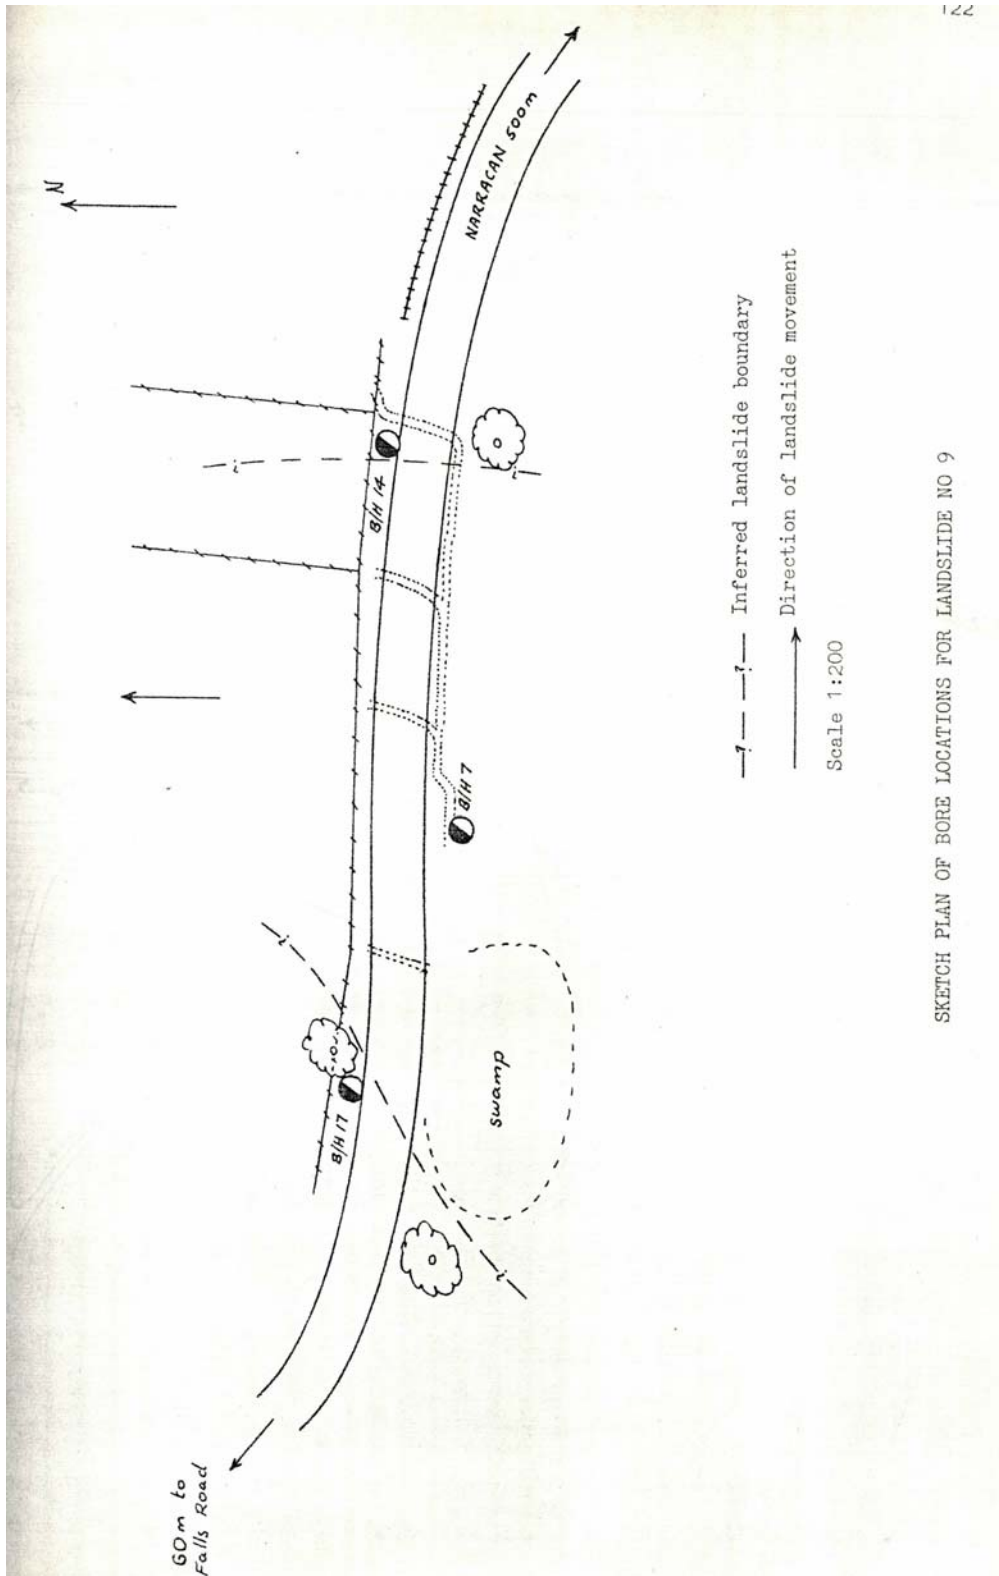 122
N
NARRACAN 500m
B/H 14
B/H 7
B/H 17
swamp
60m to
Falls Road
—?— —?— Inferred landslide boundary
Direction of landslide movement
Scale 1:200
SKETCH PLAN OF BORE LOCATIONS FOR LANDSLIDE NO 9